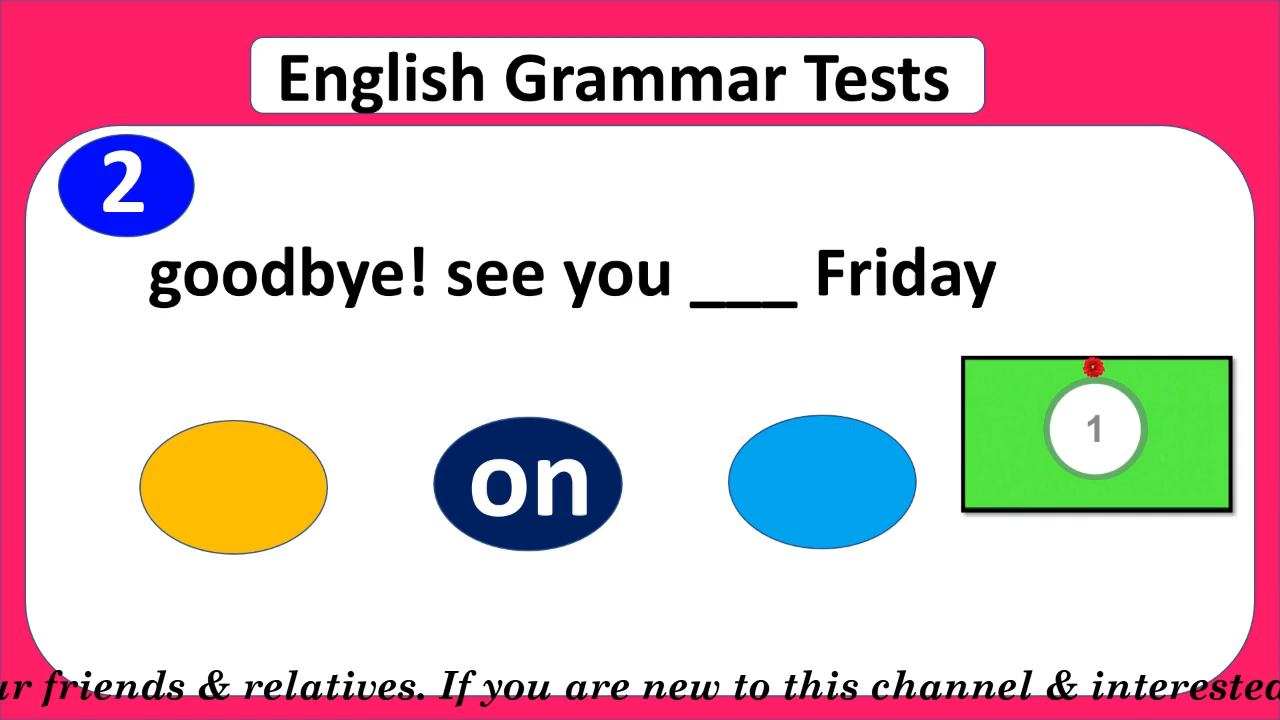 English Grammar Tests
2
goodbye! see you ___ Friday
1
on
friends & relatives. If you are new to this channel & interested